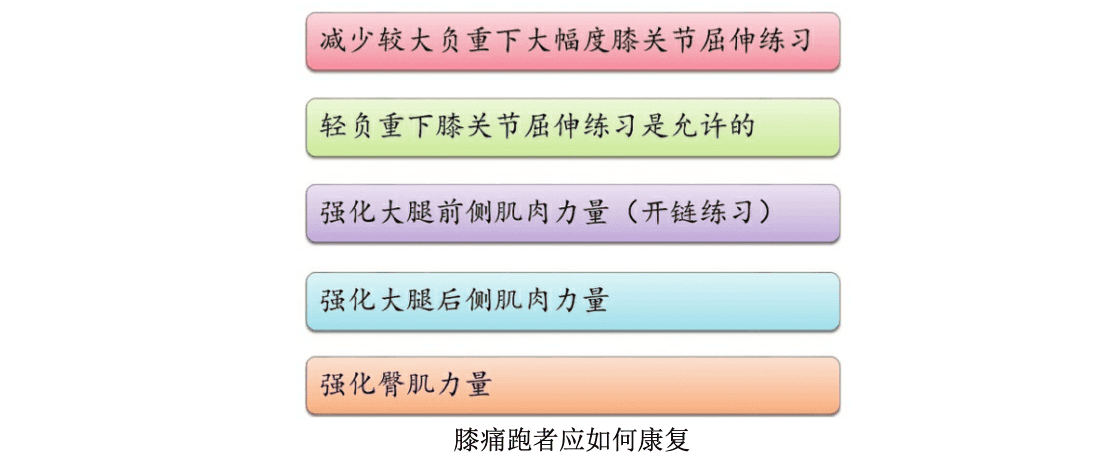 减少较大负重下大幅度膝关节屈伸练习
轻负重下膝关节屈伸练习是允许的
强化大腿前侧肌肉力量（开链练习）
强化大腿后侧肌肉力量
强化臀肌力量
膝痛跑者应如何康复